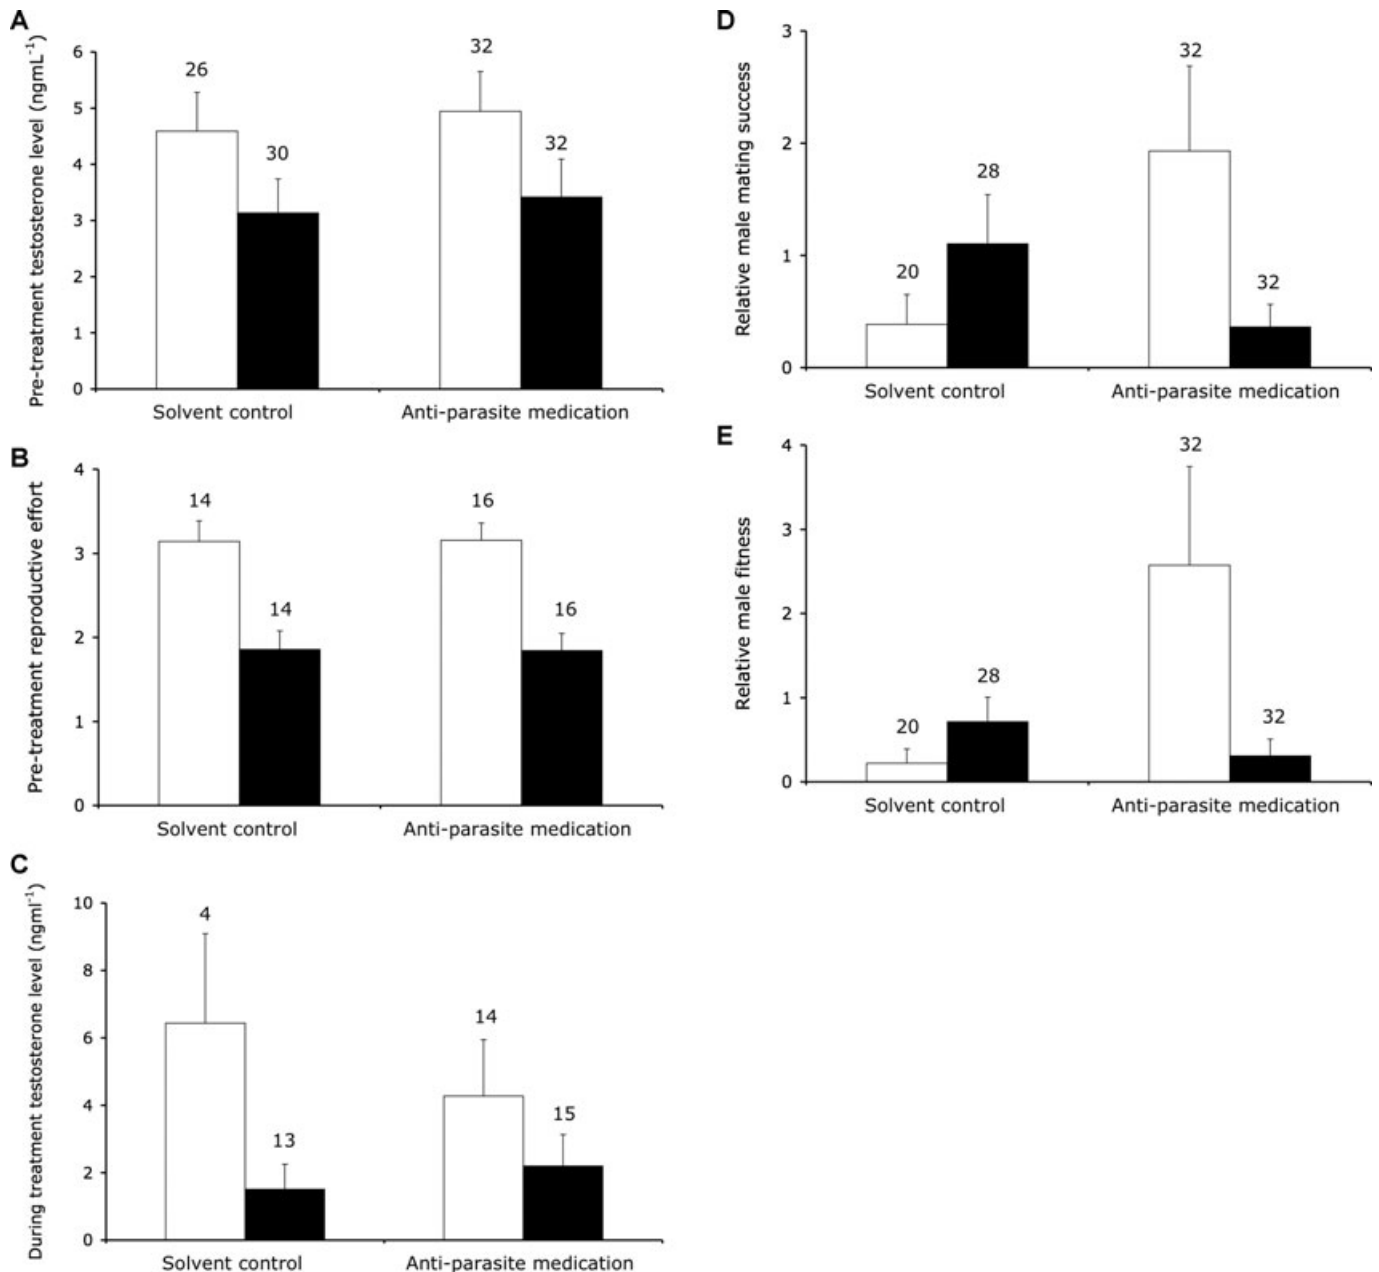 A
Pre-treatment testosterone level (ngmL-1)
6
5
4
3
2
1
0
26
30
32
32
Solvent control
Anti-parasite medication
B
Pre-treatment reproductive effort
4
3
2
1
0
14
14
16
16
Solvent control
Anti-parasite medication
C
During treatment testosterone level (ngml-1)
10
8
6
4
2
0
4
13
14
15
Solvent control
Anti-parasite medication
D
Relative male mating success
3
2
1
0
20
28
32
32
Solvent control
Anti-parasite medication
E
Relative male fitness
4
3
2
1
0
20
28
32
32
Solvent control
Anti-parasite medication